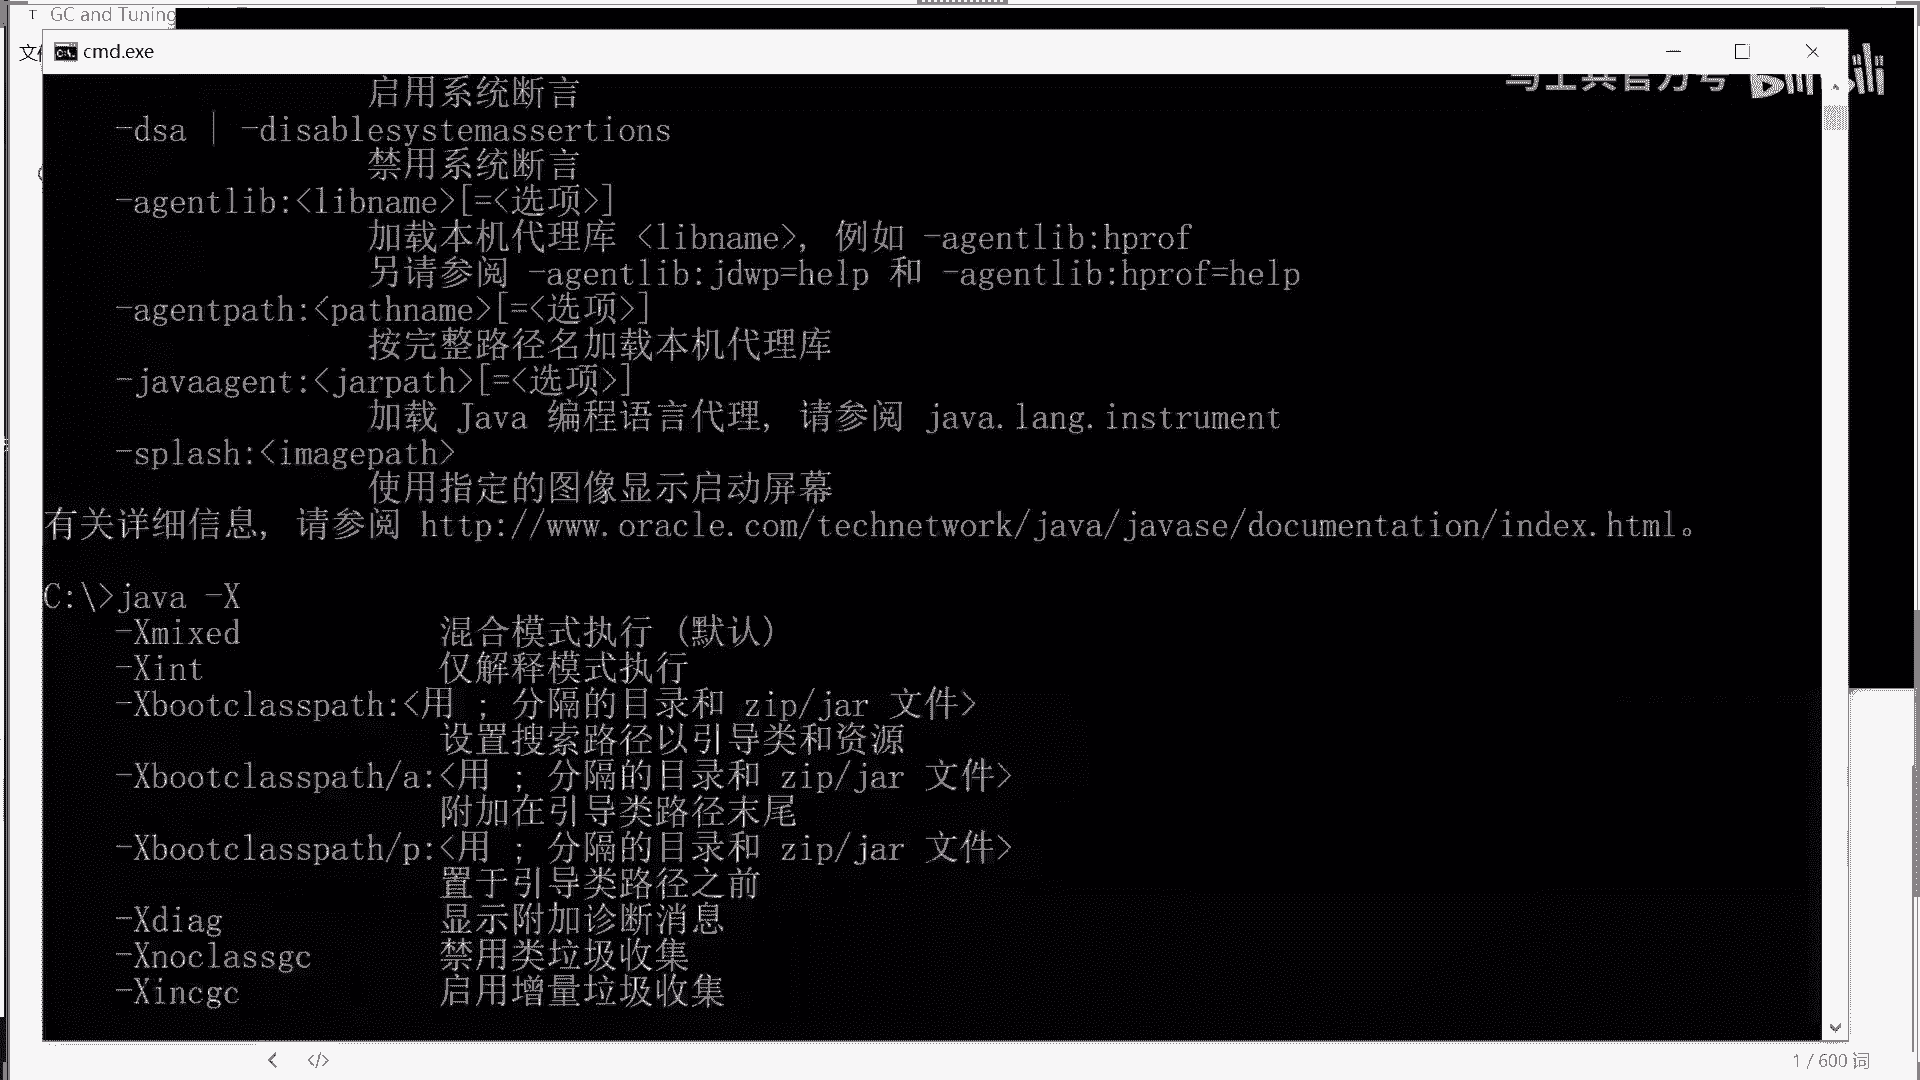 T GC and Tuning
文件
cmd.exe
启用系统断言
-dsa | -disablesystemassertions
禁用系统断言
-agentlib:<libname>[=<选项>]
加载本机代理库 <libname>, 例如 -agentlib:hprof
另请参阅 -agentlib:jdwp=help 和 -agentlib:hprof=help
-agentpath:<pathname>[=<选项>]
按完整路径名加载本机代理库
-javaagent:<jarpath>[=<选项>]
加载 Java 编程语言代理, 请参阅 java.lang.instrument
-splash:<imagepath>
使用指定的图像显示启动屏幕
有关详细信息, 请参阅 http://www.oracle.com/technetwork/java/javase/documentation/index.html。
C:\>java -X
-Xmixed 混合模式执行 (默认)
-Xint 仅解释模式执行
-Xbootclasspath:<用 ; 分隔的目录和 zip/jar 文件>
设置搜索路径以引导类和资源
-Xbootclasspath/a:<用 ; 分隔的目录和 zip/jar 文件>
附加在引导类路径末尾
-Xbootclasspath/p:<用 ; 分隔的目录和 zip/jar 文件>
置于引导类路径之前
-Xdiag 显示附加诊断消息
-Xnoclassgc 禁用类垃圾收集
-Xincgc 启用增量垃圾收集
1 / 600 词